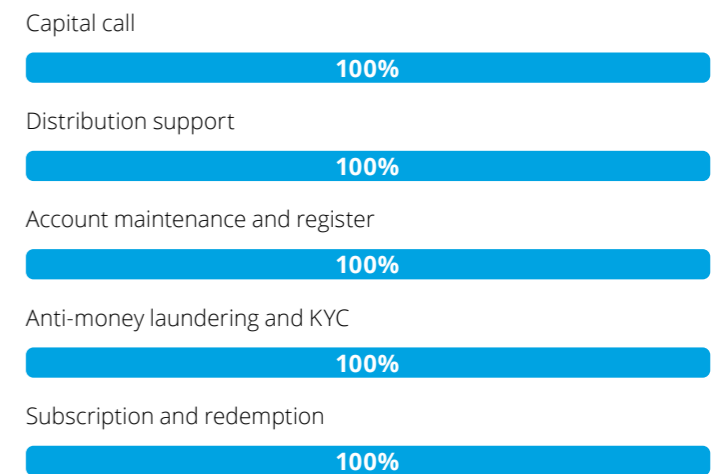 Capital call
100%
Distribution support
100%
Account maintenance and register
100%
Anti-money laundering and KYC
100%
Subscription and redemption
100%